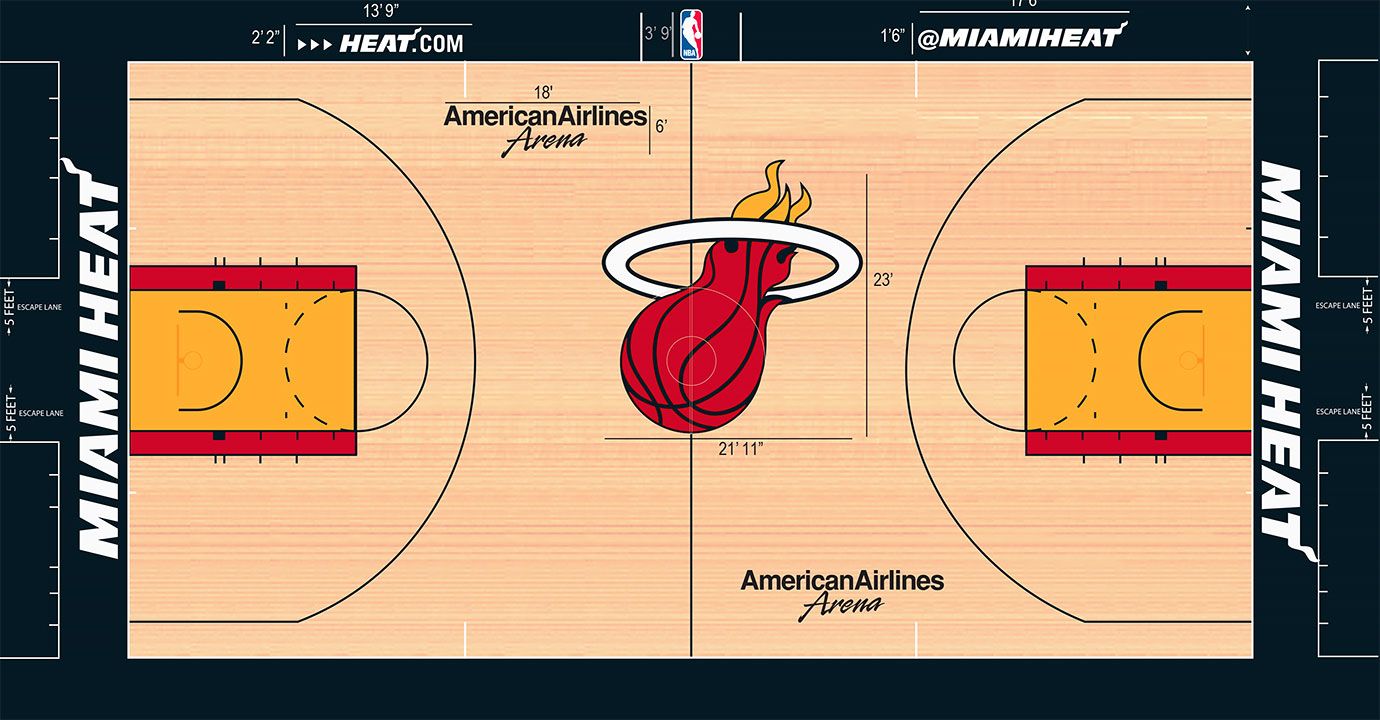 13' 9"
2' 2"
HEAT.COM
3' 9"
NBA
17'6"
1'6"
@MIAMIHEAT
18'
AmericanAirlines
Arena
6'
MIAMI HEAT
5 FEET
ESCAPE LANE
5 FEET
ESCAPE LANE
23'
21' 11"
MIAMI HEAT
ESCAPE LANE
5 FEET
ESCAPE LANE
5 FEET
AmericanAirlines
Arena